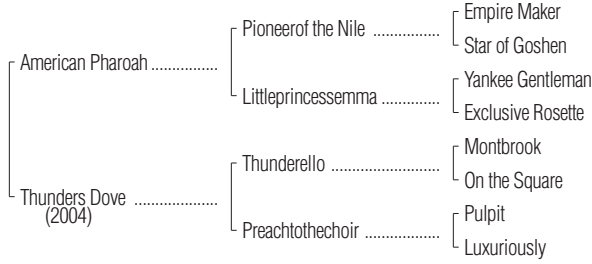 Empire Maker
Pioneerof the Nile ................
Star of Goshen
American Pharoah ................
Yankee Gentleman
Littleprincessemma ..............
Exclusive Rosette
Montbrook
Thunderello ..........................
On the Square
Thunders Dove ....................
(2004)
Pulpit
Preachtothechoir ..................
Luxuriously